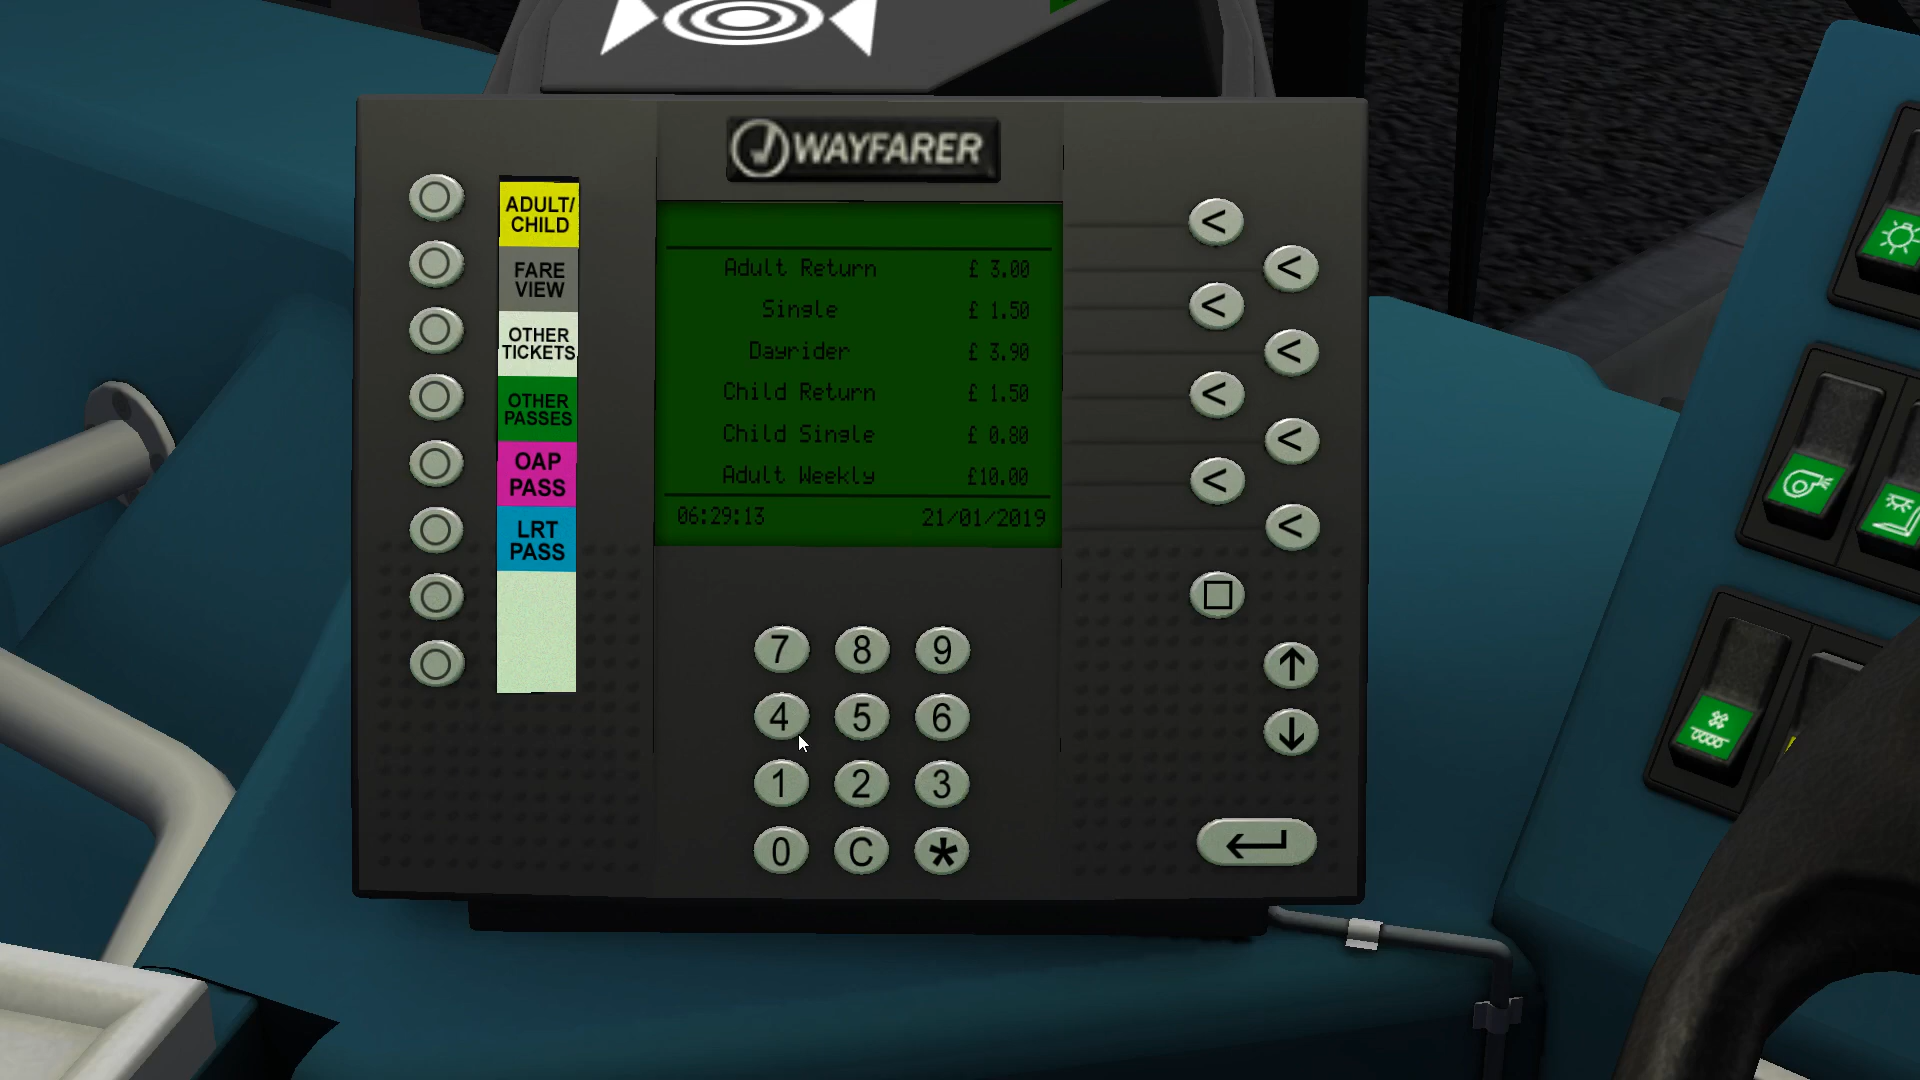 WAYFARER
ADULT/
CHILD
FARE
VIEW
OTHER
TICKETS
OTHER
PASSES
OAP
PASS
LRT
PASS
Adult Return £ 3.00
Single £ 1.50
Dayrider £ 3.90
Child Return £ 1.50
Child Single £ 0.80
Adult Weekly £10.00
06:29:13 21/01/2019
< <
< <
< <
< <
7 8 9
4 5 6
1 2 3
0 C *